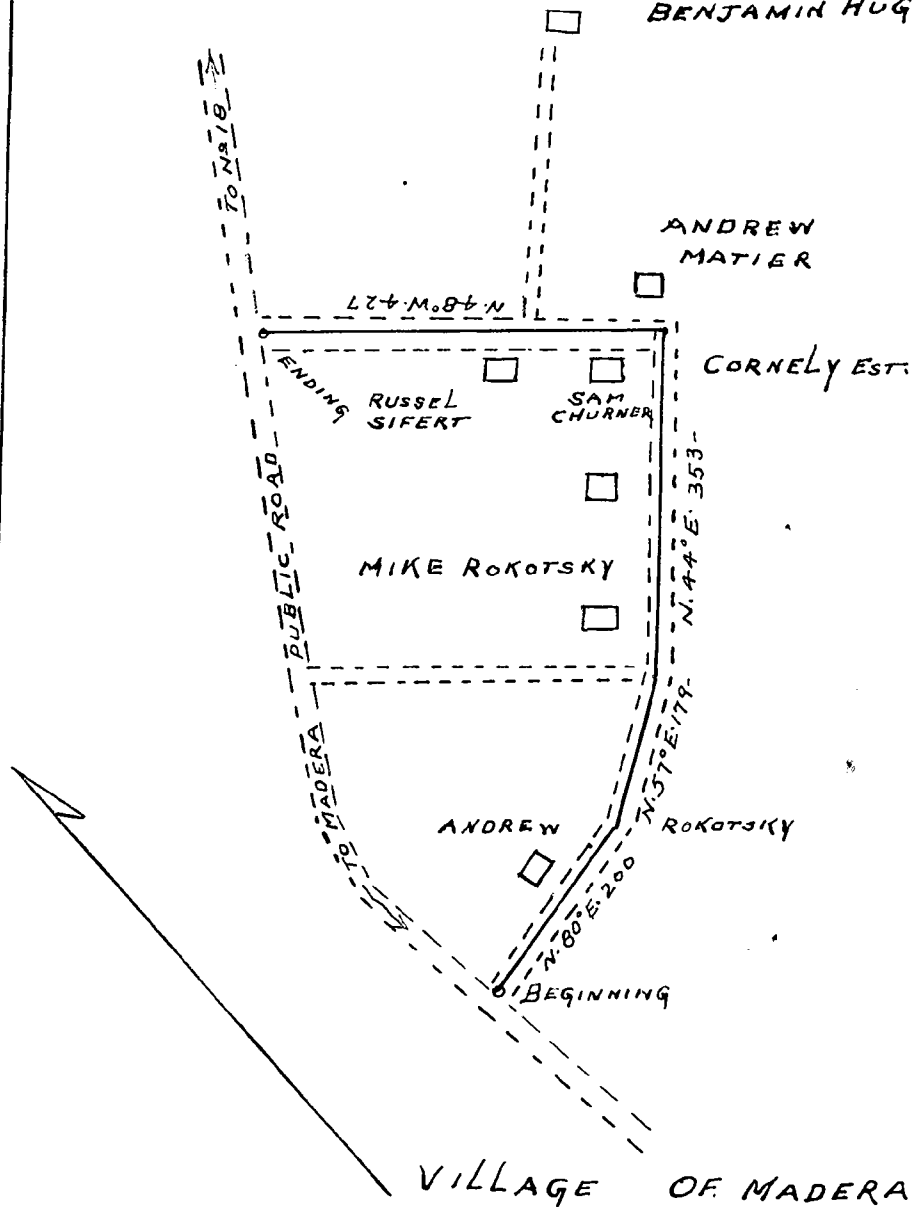 BENJAMIN HUG
TO No 18
ANDREW
MATIER
N. 48° W. 427
CORNELY EST.
ENDING
RUSSEL
SIFERT
SAM
CHURNER
N. 44° E. 353-
PUBLIC ROAD
MIKE ROKOTSKY
N. 57° E. 179-
TO MADERA
ANDREW ROKOTSKY
N. 80° E. 200
BEGINNING
VILLAGE OF MADERA